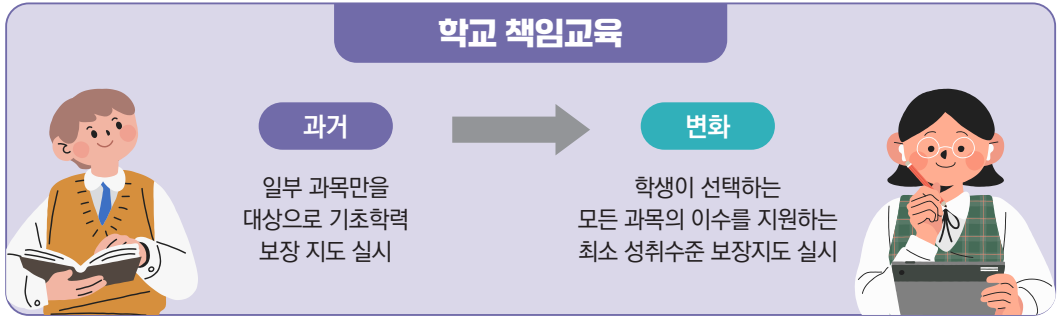 학교 책임교육
과거
일부 과목만을
대상으로 기초학력
보장 지도 실시
변화
학생이 선택하는
모든 과목의 이수를 지원하는
최소 성취수준 보장지도 실시